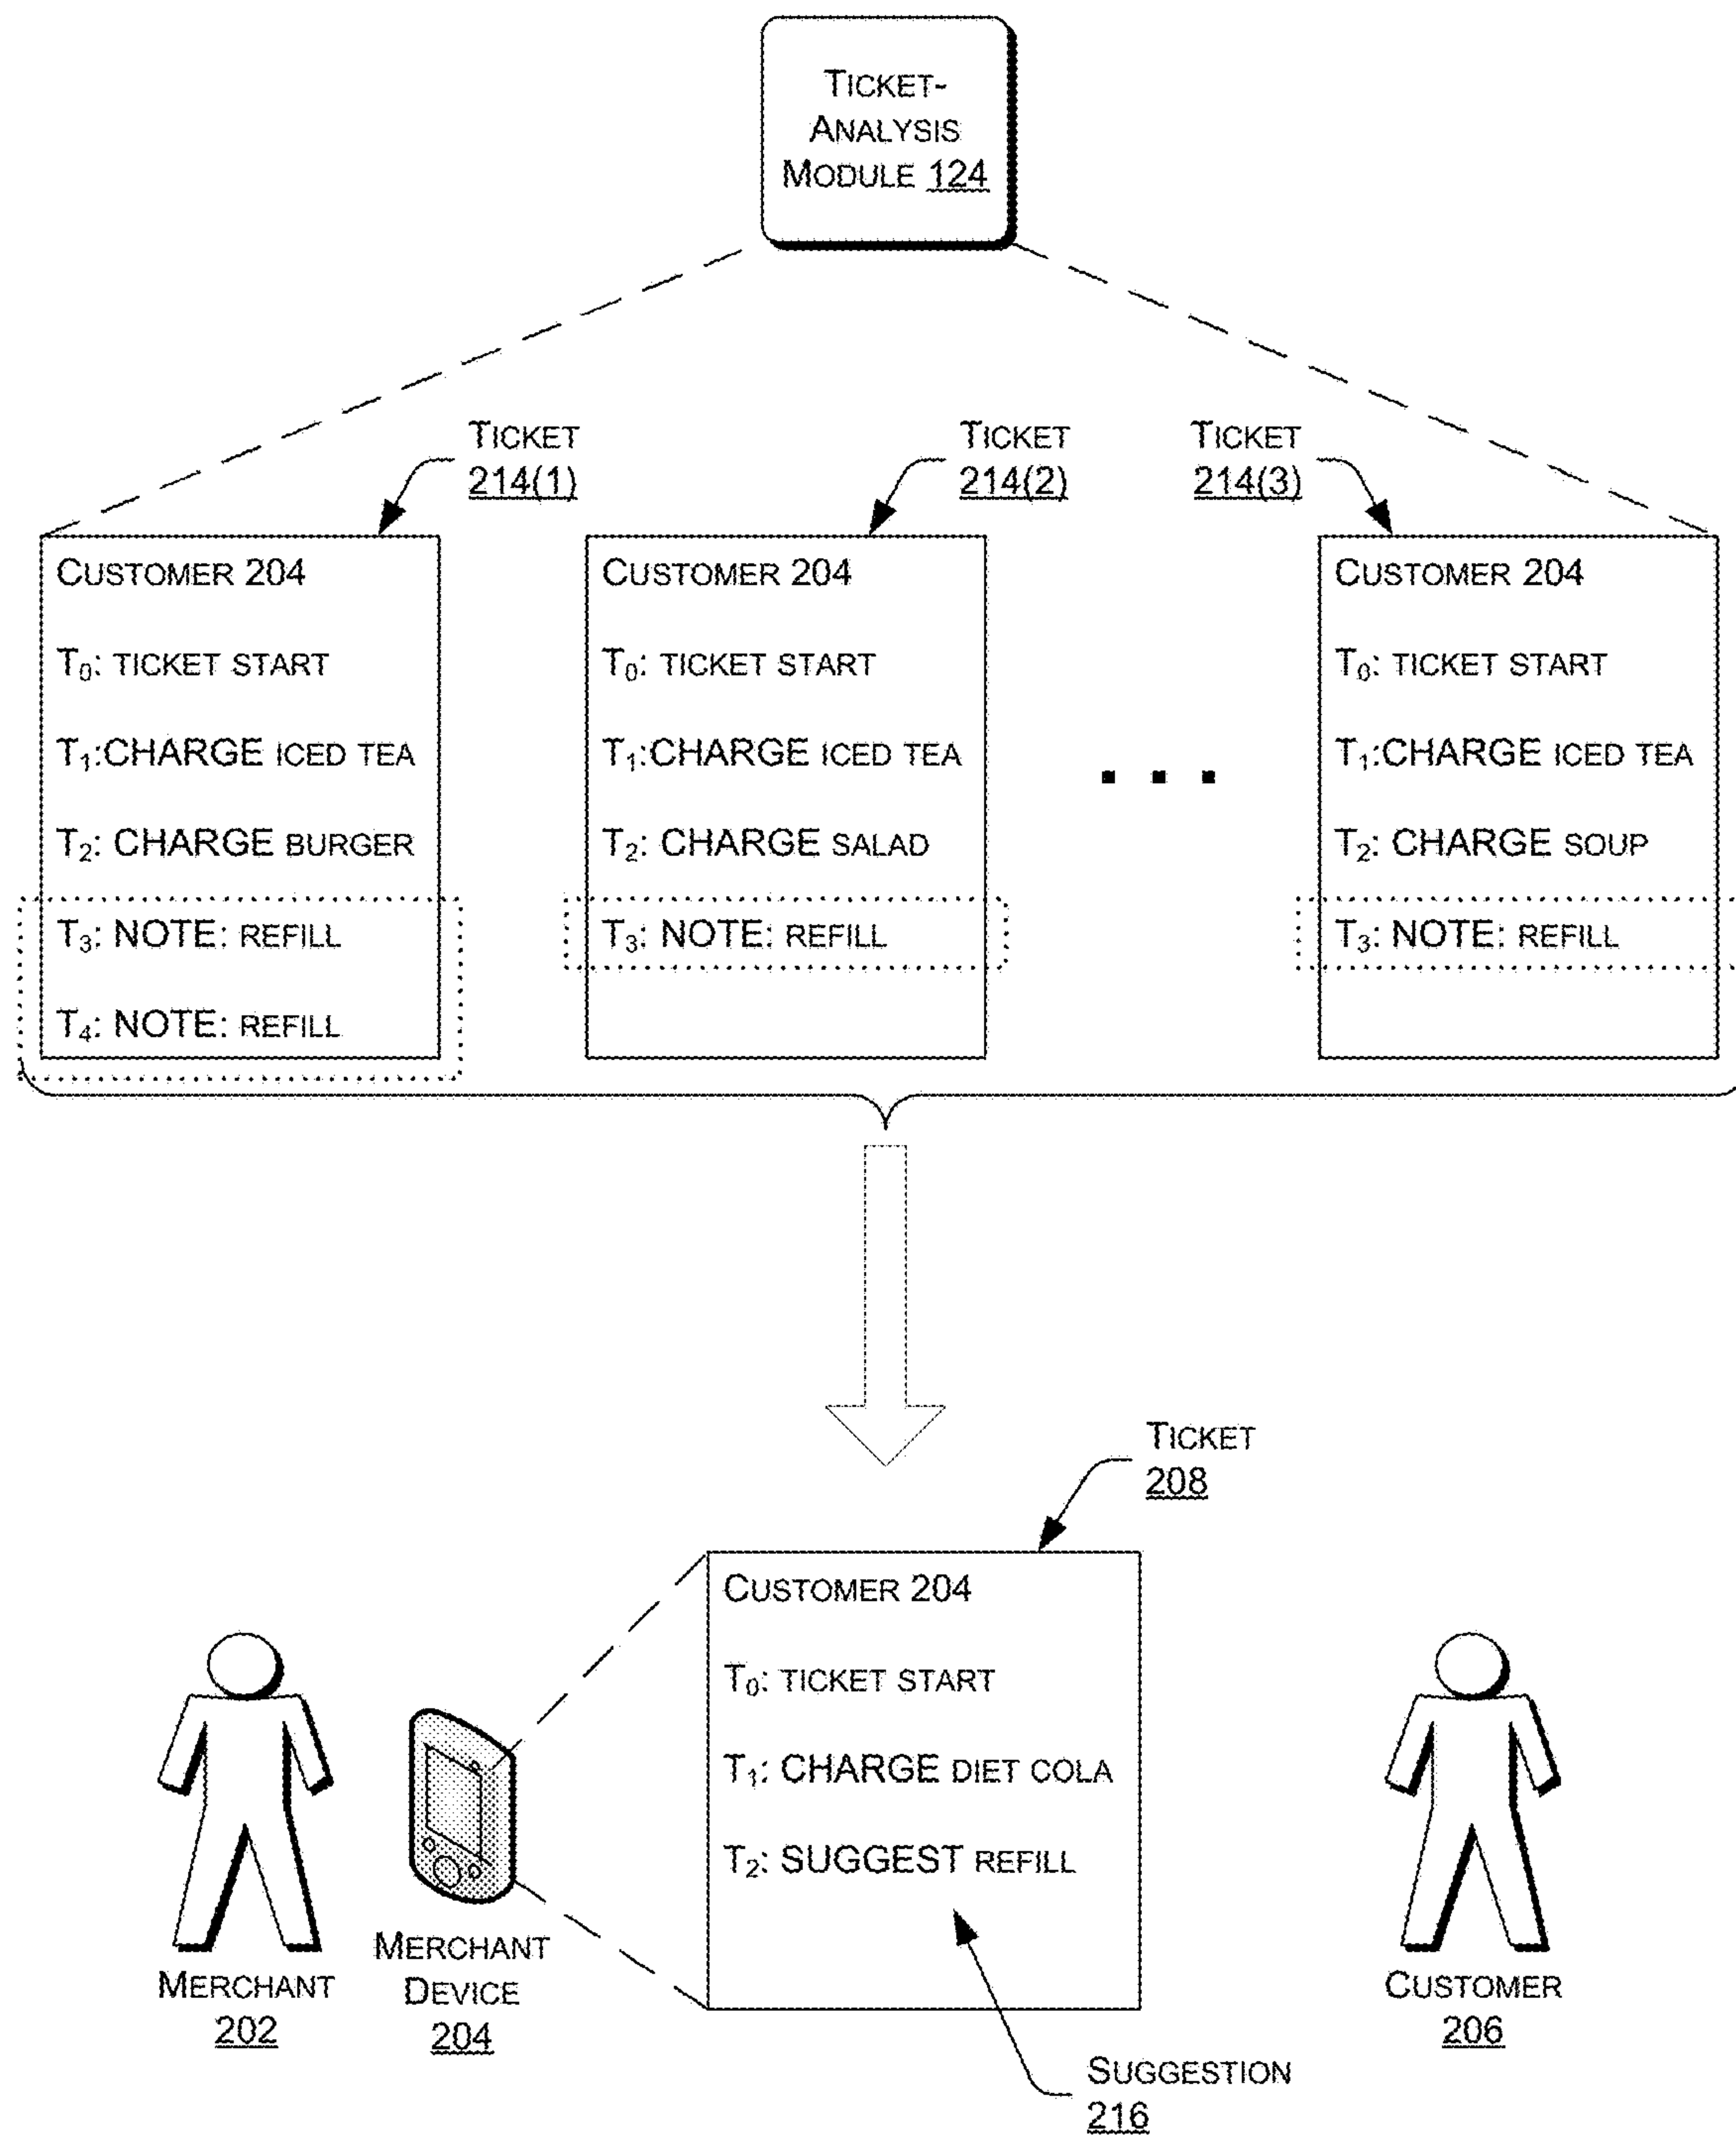 TICKET-
ANALYSIS
MODULE 124
TICKET
214(1)
TICKET
214(2)
TICKET
214(3)
CUSTOMER 204
T0: TICKET START
T1:CHARGE ICED TEA
T2: CHARGE BURGER
T3: NOTE: REFILL
T4: NOTE: REFILL
CUSTOMER 204
T0: TICKET START
T1:CHARGE ICED TEA
T2: CHARGE SALAD
T3: NOTE: REFILL
. . .
CUSTOMER 204
T0: TICKET START
T1:CHARGE ICED TEA
T2: CHARGE SOUP
T3: NOTE: REFILL
TICKET
208
CUSTOMER 204
T0: TICKET START
T1: CHARGE DIET COLA
T2: SUGGEST REFILL
MERCHANT
202
MERCHANT
DEVICE
204
CUSTOMER
206
SUGGESTION
216